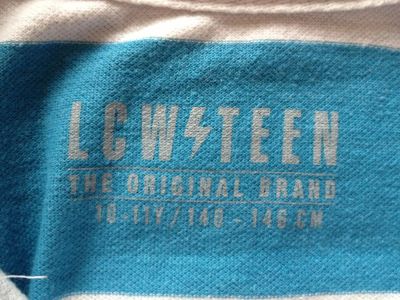 LCW⚡TEEN
THE ORIGINAL BRAND
10-11Y/140-146 CM